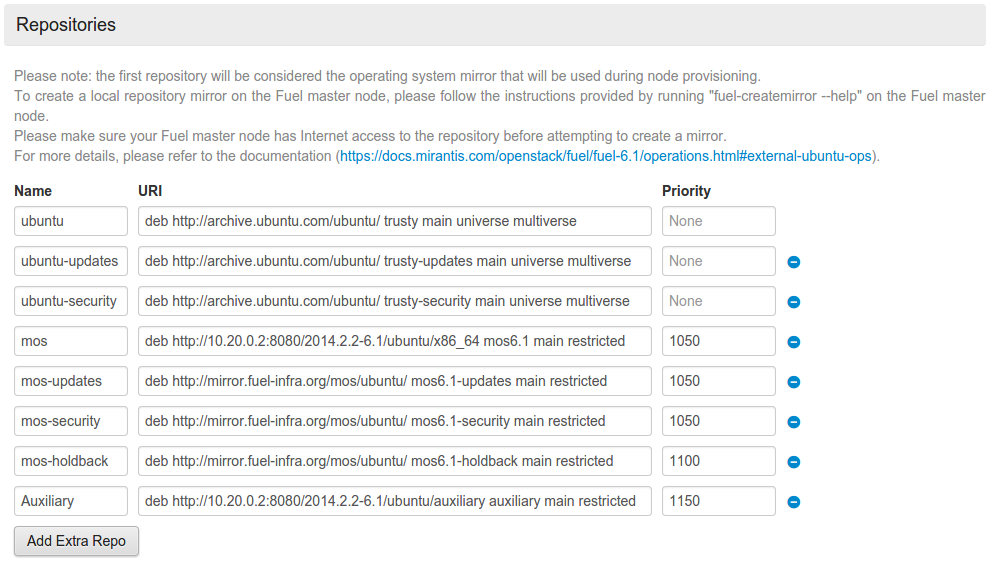 Repositories
Please note: the first repository will be considered the operating system mirror that will be used during node provisioning.
To create a local repository mirror on the Fuel master node, please follow the instructions provided by running "fuel-createmirror --help" on the Fuel master
node.
Please make sure your Fuel master node has Internet access to the repository before attempting to create a mirror.
For more details, please refer to the documentation (https://docs.mirantis.com/openstack/fuel/fuel-6.1/operations.html#external-ubuntu-ops).
Name URI Priority
ubuntu deb http://archive.ubuntu.com/ubuntu/ trusty main universe multiverse None
ubuntu-updates deb http://archive.ubuntu.com/ubuntu/ trusty-updates main universe multiverse None
ubuntu-security deb http://archive.ubuntu.com/ubuntu/ trusty-security main universe multiverse None
mos deb http://10.20.0.2:8080/2014.2.2-6.1/ubuntu/x86_64 mos6.1 main restricted 1050
mos-updates deb http://mirror.fuel-infra.org/mos/ubuntu/ mos6.1-updates main restricted 1050
mos-security deb http://mirror.fuel-infra.org/mos/ubuntu/ mos6.1-security main restricted 1050
mos-holdback deb http://mirror.fuel-infra.org/mos/ubuntu/ mos6.1-holdback main restricted 1100
Auxiliary deb http://10.20.0.2:8080/2014.2.2-6.1/ubuntu/auxiliary auxiliary main restricted 1150
Add Extra Repo